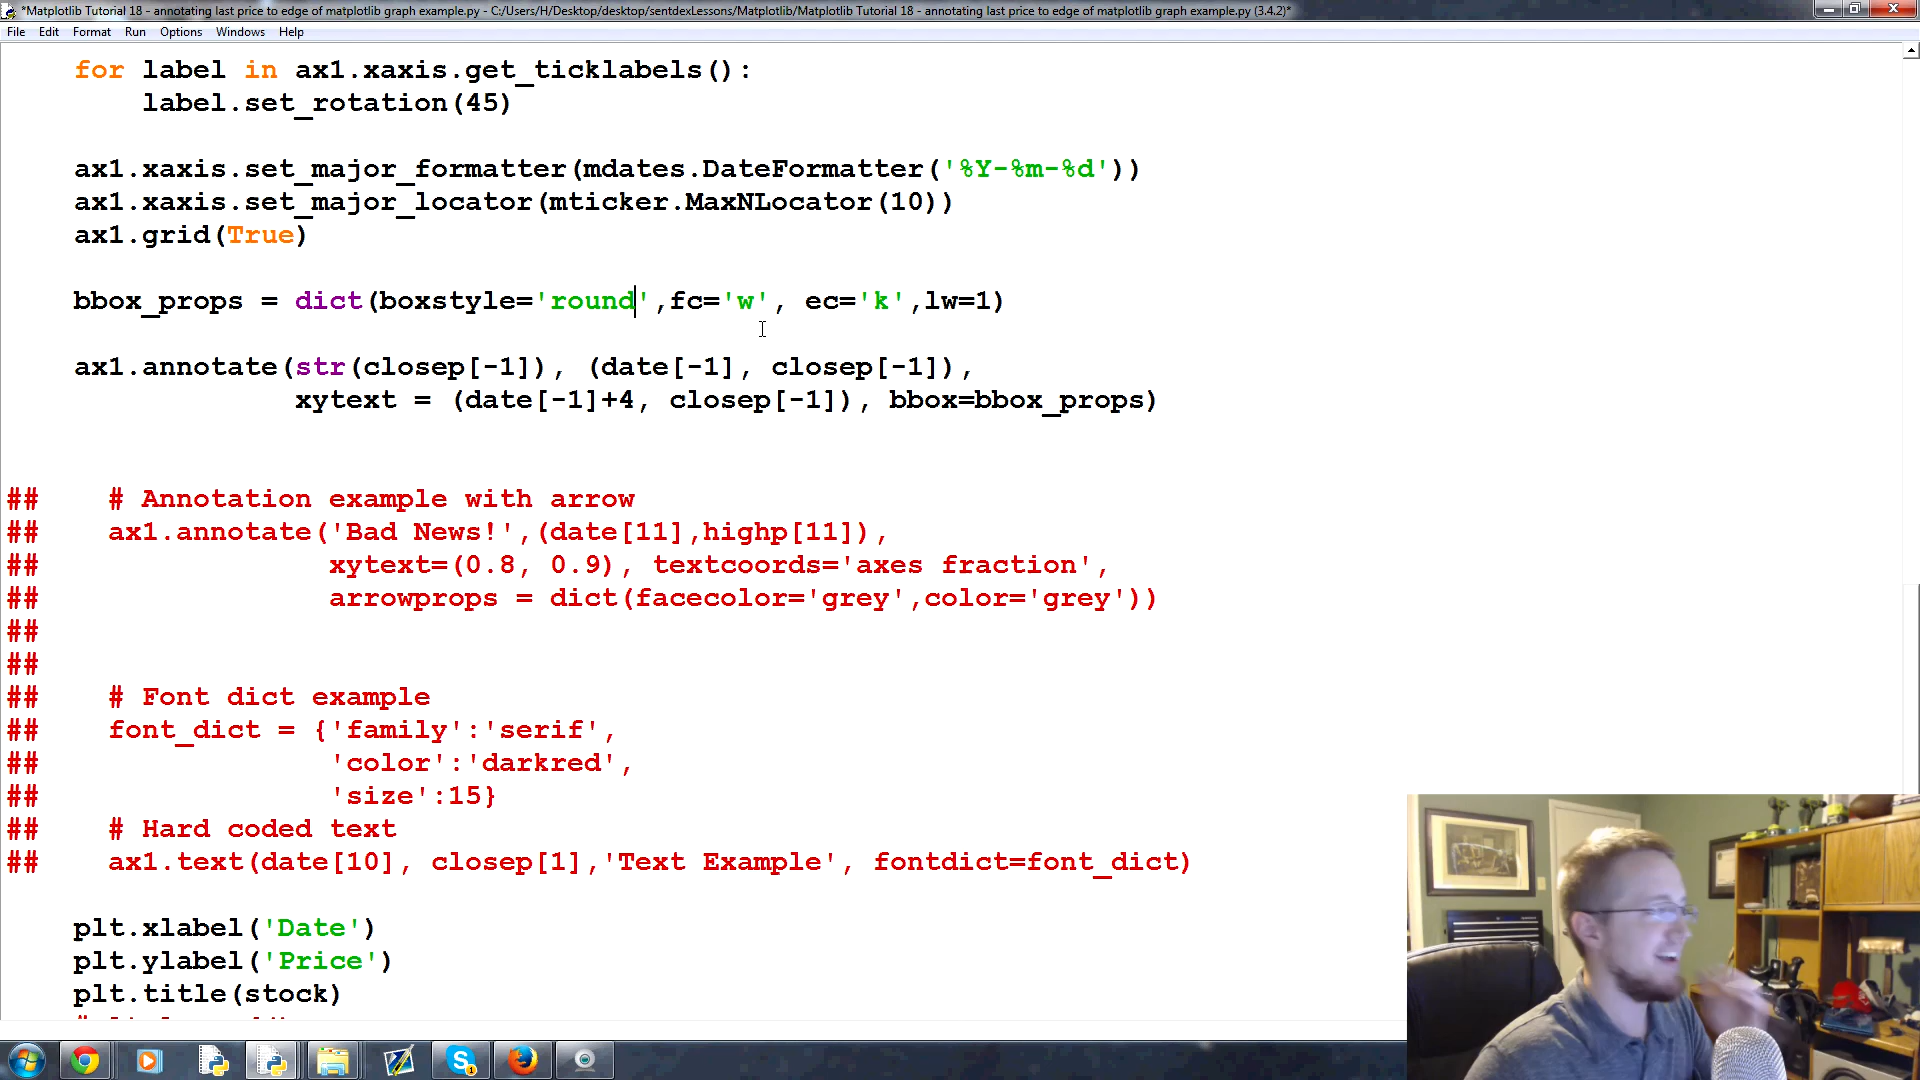 *Matplotlib Tutorial 18 - annotating last price to edge of matplotlib graph example.py - C:/Users/H/Desktop/desktop/sentdexLessons/Matplotlib/Matplotlib Tutorial 18 - annotating last price to edge of matplotlib graph example.py (3.4.2)*
File Edit Format Run Options Windows Help
for label in ax1.xaxis.get_ticklabels():
label.set_rotation(45)
ax1.xaxis.set_major_formatter(mdates.DateFormatter('%Y-%m-%d'))
ax1.xaxis.set_major_locator(mticker.MaxNLocator(10))
ax1.grid(True)
bbox_props = dict(boxstyle='round',fc='w', ec='k',lw=1)
ax1.annotate(str(closep[-1]), (date[-1], closep[-1]),
xytext = (date[-1]+4, closep[-1]), bbox=bbox_props)
## # Annotation example with arrow
## ax1.annotate('Bad News!',(date[11],highp[11]),
## xytext=(0.8, 0.9), textcoords='axes fraction',
## arrowprops = dict(facecolor='grey',color='grey'))
##
##
## # Font dict example
## font_dict = {'family':'serif',
## 'color':'darkred',
## 'size':15}
## # Hard coded text
## ax1.text(date[10], closep[1],'Text Example', fontdict=font_dict)
plt.xlabel('Date')
plt.ylabel('Price')
plt.title(stock)